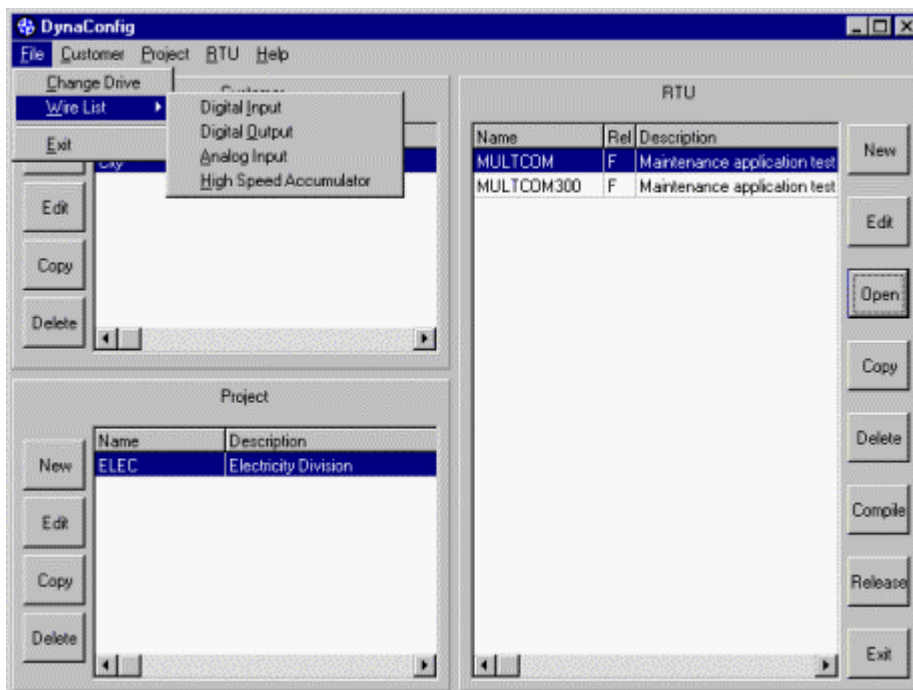 DynaConfig
File Customer Project RTU Help
Change Drive
Wire List
Exit
Digital Input
Digital Output
Analog Input
High Speed Accumulator
Edit
Copy
Delete
Project
Name Description
ELEC Electricity Division
New
Edit
Copy
Delete
RTU
Name Rel Description
MULTCOM F Maintenance application test
MULTCOM300 F Maintenance application test
New
Edit
Open
Copy
Delete
Compile
Release
Exit